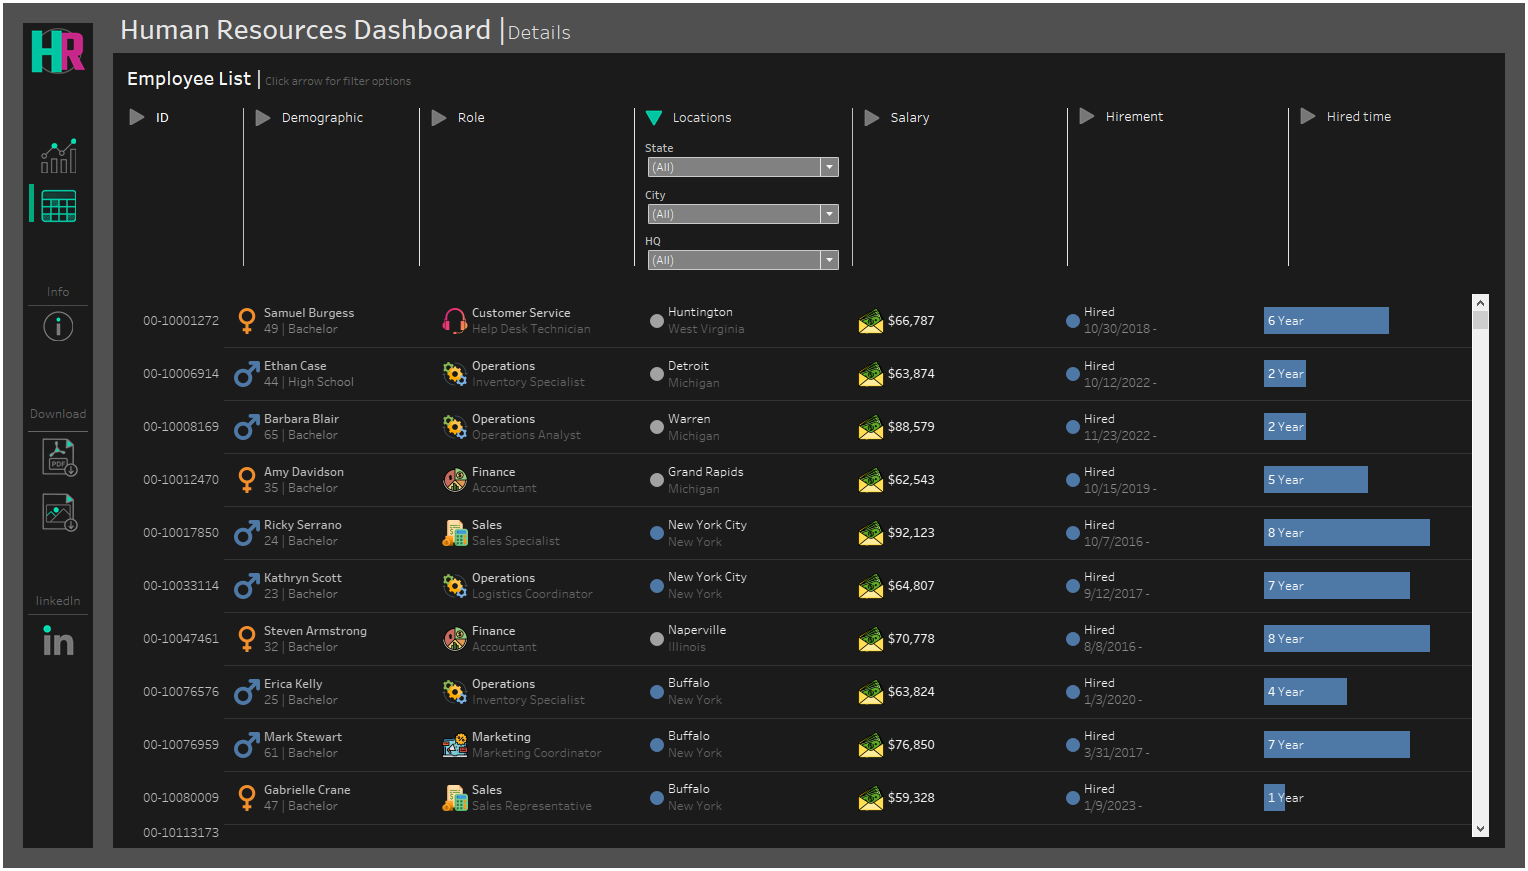 HR
Human Resources Dashboard | Details
Employee List | Click arrow for filter options
ID Demographic Role Locations Salary Hirement Hired time
State
(All)
City
(All)
HQ
(All)
Info
Download
PDF
linkedIn
in
00-10001272 Samuel Burgess Customer Service Huntington $66,787 Hired 6 Year
49 | Bachelor Help Desk Technician West Virginia 10/30/2018 -
00-10006914 Ethan Case Operations Detroit $63,874 Hired 2 Year
44 | High School Inventory Specialist Michigan 10/12/2022 -
00-10008169 Barbara Blair Operations Warren $88,579 Hired 2 Year
65 | Bachelor Operations Analyst Michigan 11/23/2022 -
00-10012470 Amy Davidson Finance Grand Rapids $62,543 Hired 5 Year
35 | Bachelor Accountant Michigan 10/15/2019 -
00-10017850 Ricky Serrano Sales New York City $92,123 Hired 8 Year
24 | Bachelor Sales Specialist New York 10/7/2016 -
00-10033114 Kathryn Scott Operations New York City $64,807 Hired 7 Year
23 | Bachelor Logistics Coordinator New York 9/12/2017 -
00-10047461 Steven Armstrong Finance Naperville $70,778 Hired 8 Year
32 | Bachelor Accountant Illinois 8/8/2016 -
00-10076576 Erica Kelly Operations Buffalo $63,824 Hired 4 Year
25 | Bachelor Inventory Specialist New York 1/3/2020 -
00-10076959 Mark Stewart Marketing Buffalo $76,850 Hired 7 Year
61 | Bachelor Marketing Coordinator New York 3/31/2017 -
00-10080009 Gabrielle Crane Sales Buffalo $59,328 Hired 1 Year
47 | Bachelor Sales Representative New York 1/9/2023 -
00-10113173